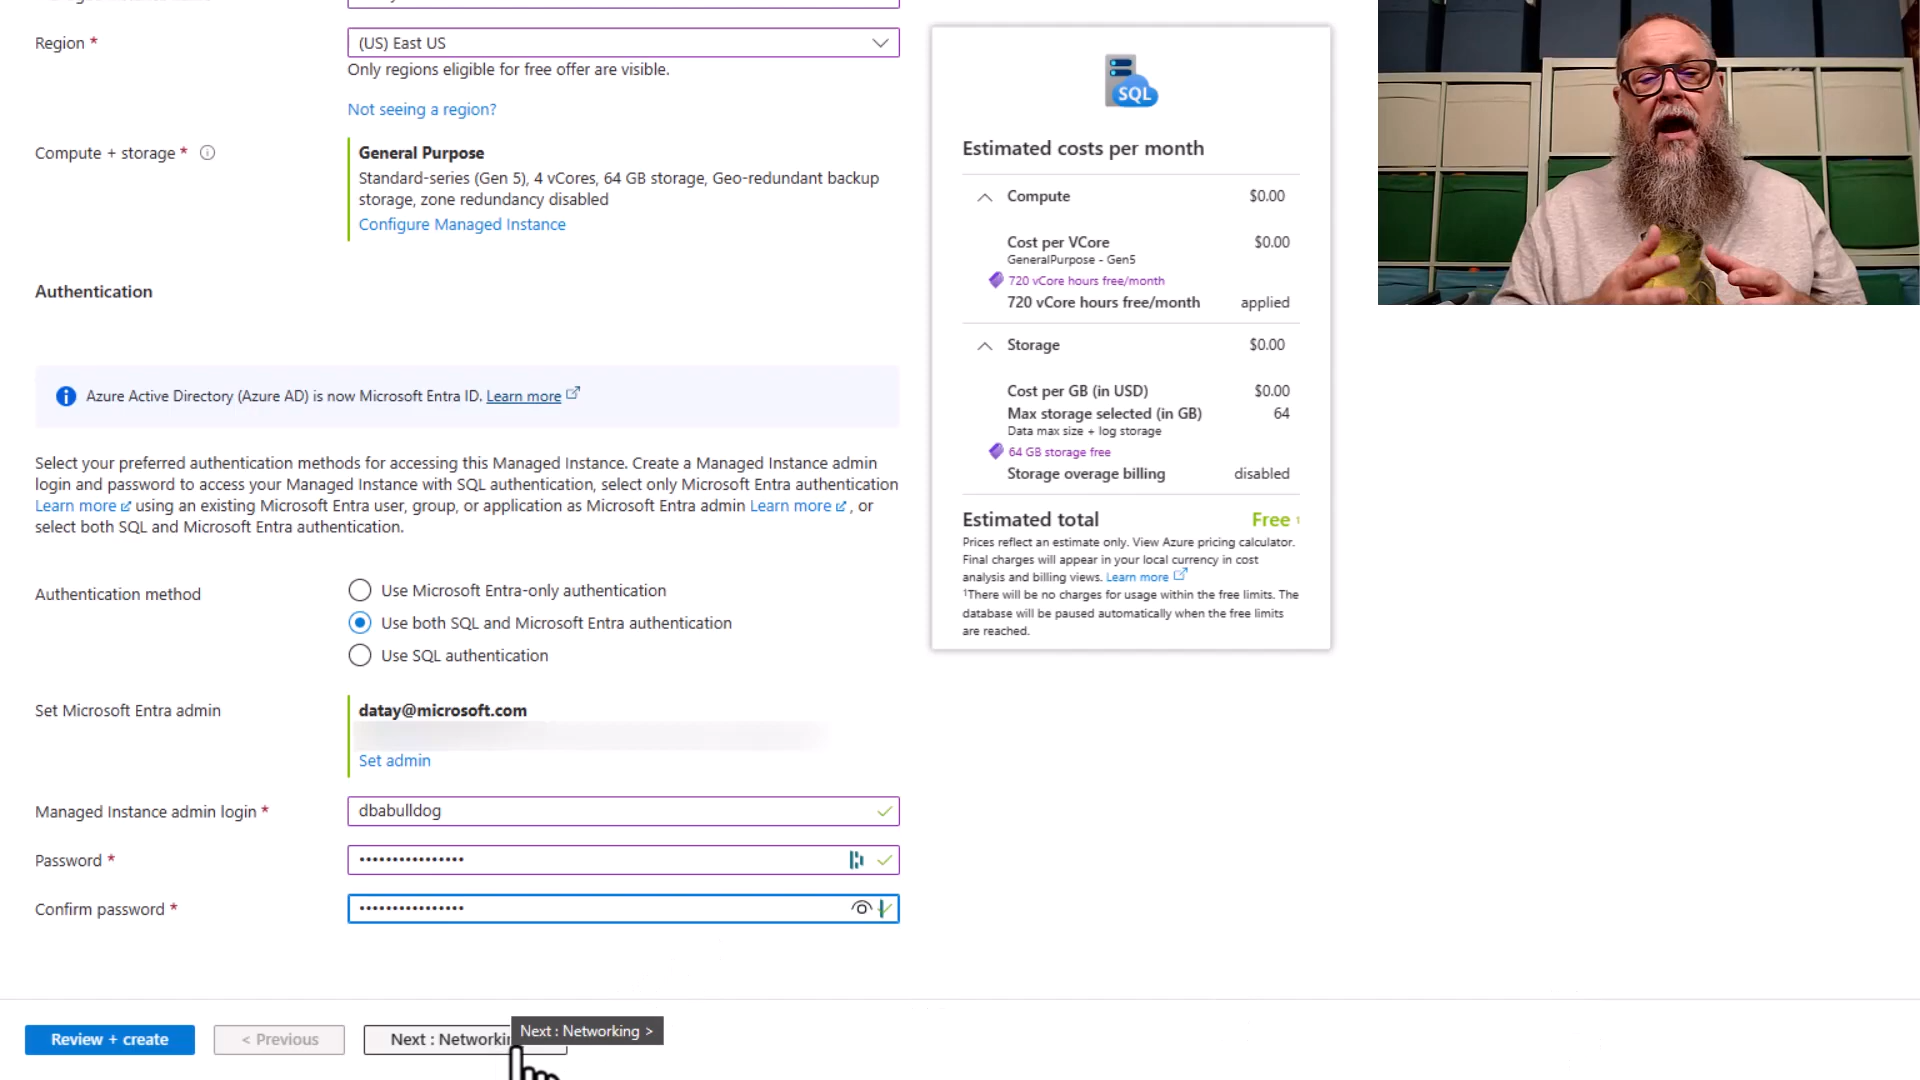 Region *
(US) East US
Only regions eligible for free offer are visible.
Not seeing a region?
Compute + storage *
General Purpose
Standard-series (Gen 5), 4 vCores, 64 GB storage, Geo-redundant backup
storage, zone redundancy disabled
Configure Managed Instance
Authentication
Azure Active Directory (Azure AD) is now Microsoft Entra ID. Learn more
Select your preferred authentication methods for accessing this Managed Instance. Create a Managed Instance admin
login and password to access your Managed Instance with SQL authentication, select only Microsoft Entra authentication
Learn more using an existing Microsoft Entra user, group, or application as Microsoft Entra admin Learn more , or
select both SQL and Microsoft Entra authentication.
Authentication method
Use Microsoft Entra-only authentication
Use both SQL and Microsoft Entra authentication
Use SQL authentication
Set Microsoft Entra admin
datay@microsoft.com
Set admin
Managed Instance admin login *
dbabulldog
Password *
••••••••••••••••
Confirm password *
••••••••••••••••
Review + create
< Previous
Next : Networkin
Next : Networking >
SQL
Estimated costs per month
Compute $0.00
Cost per VCore $0.00
GeneralPurpose - Gen5
720 vCore hours free/month
720 vCore hours free/month applied
Storage $0.00
Cost per GB (in USD) $0.00
Max storage selected (in GB) 64
Data max size + log storage
64 GB storage free
Storage overage billing disabled
Estimated total Free 1
Prices reflect an estimate only. View Azure pricing calculator.
Final charges will appear in your local currency in cost
analysis and billing views. Learn more
¹There will be no charges for usage within the free limits. The
database will be paused automatically when the free limits
are reached.